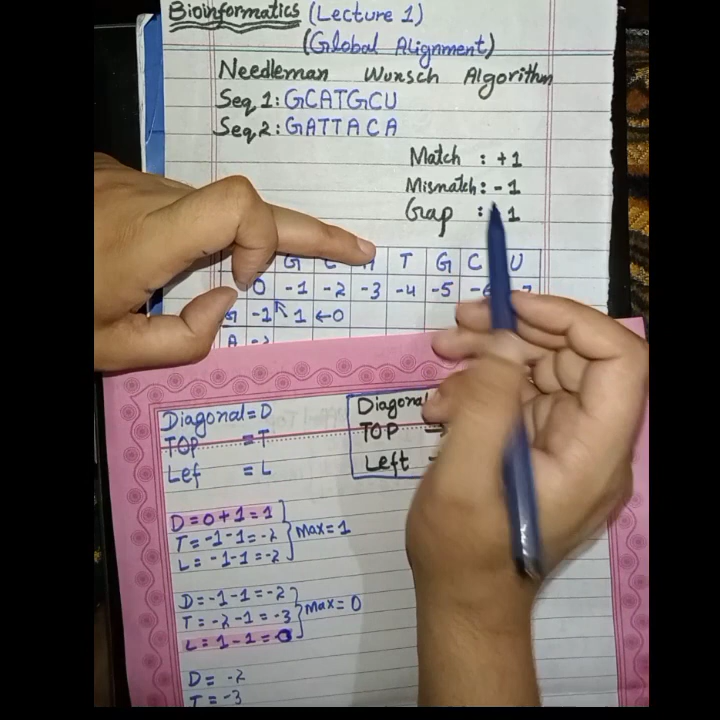 Bioinformatics (Lecture 1)
(Global Alignment)
Needleman Wunsch Algorithm
Seq 1: GCATGCU
Seq 2: GATTACA
Match : +1
Mismatch: -1
Gap : 1
G T G C U
0 -1 -2 -3 -4 -5
G -1 ↖ 1 ←0
A
Diagonal = D
TOP = T
Lef = L
Diagonal
TOP →
Left
D = 0 + 1 = 1
T = -1 -1 = -2
L = -1 -1 = -2
Max = 1
D = -1 -1 = -2
T = -2 -1 = -3
L = 1 - 1 = 0
Max = 0
D = -2
T = -3